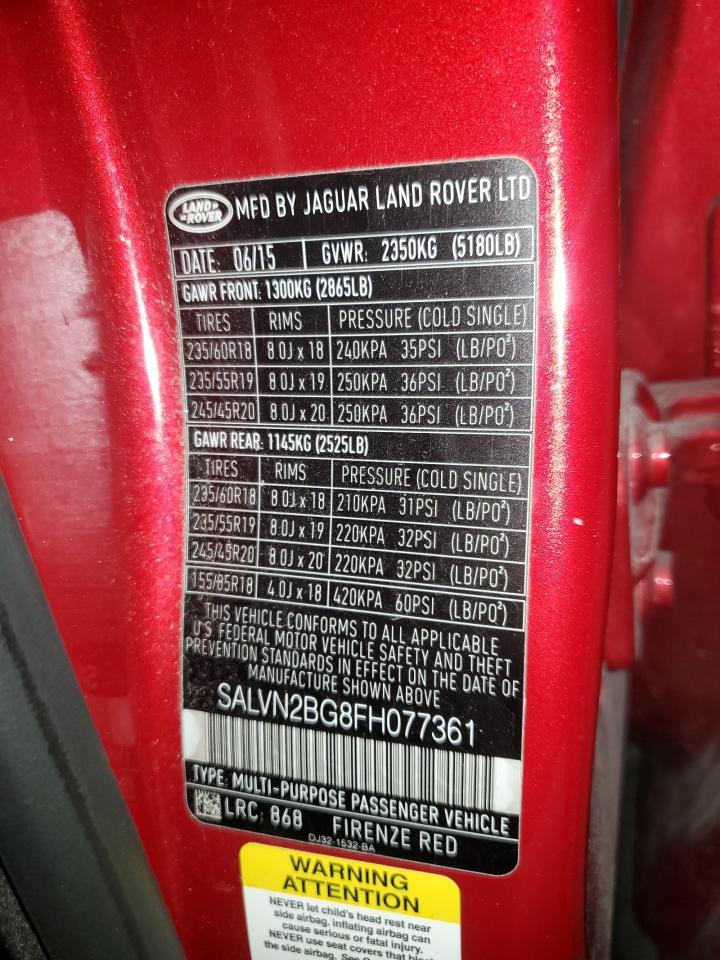 LAND ROVER MFD BY JAGUAR LAND ROVER LTD
DATE: 06/15 GVWR: 2350KG (5180LB)
GAWR FRONT: 1300KG (2865LB)
TIRES RIMS PRESSURE (COLD SINGLE)
235/60R18 8.0J x 18 240KPA 35PSI (LB/PO²)
235/55R19 8.0J x 19 250KPA 36PSI (LB/PO²)
245/45R20 8.0J x 20 250KPA 36PSI (LB/PO²)
GAWR REAR: 1145KG (2525LB)
TIRES RIMS PRESSURE (COLD SINGLE)
235/60R18 8.0J x 18 210KPA 31PSI (LB/PO²)
235/55R19 8.0J x 19 220KPA 32PSI (LB/PO²)
245/45R20 8.0J x 20 220KPA 32PSI (LB/PO²)
155/85R18 4.0J x 18 420KPA 60PSI (LB/PO²)
THIS VEHICLE CONFORMS TO ALL APPLICABLE
U.S. FEDERAL MOTOR VEHICLE SAFETY AND THEFT
PREVENTION STANDARDS IN EFFECT ON THE DATE OF
MANUFACTURE SHOWN ABOVE
SALVN2BG8FH077361
TYPE: MULTI-PURPOSE PASSENGER VEHICLE
LRC: 868 FIRENZE RED
DJ32-1532-BA
WARNING
ATTENTION
NEVER let child's head rest near
side airbag, inflating airbag can
cause serious or fatal injury.
NEVER use seat covers that
the side airbag. See